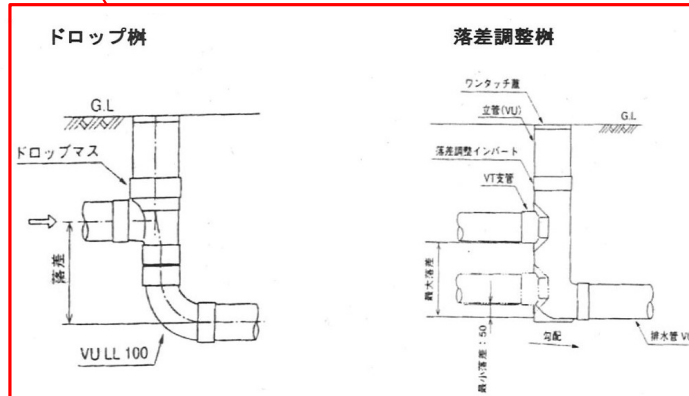 ドロップ桝
G.L
ドロップマス
落差
VU LL 100
落差調整桝
ワンタッチ蓋
立管(VU)
G.L
落差調整インバート
VT支管
最大落差
最小落差:50
勾配
排水管 VU